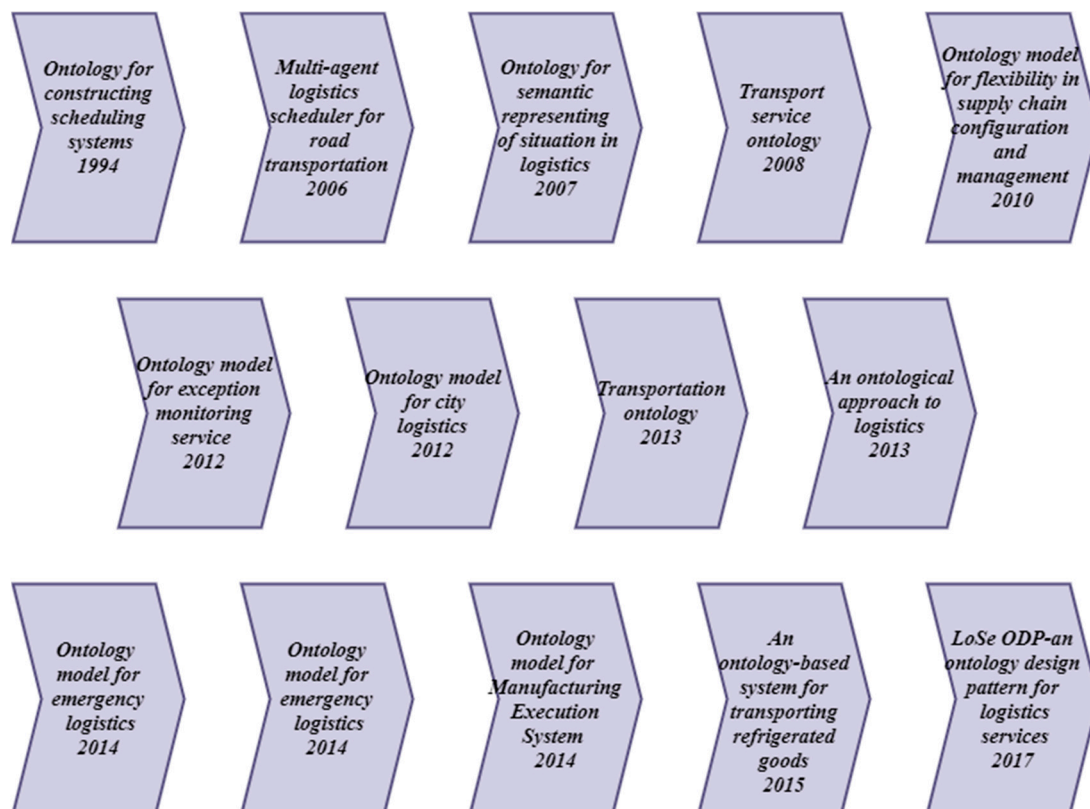 Ontology for
constructing
scheduling
systems
1994
Multi-agent
logistics
scheduler for
road
transportation
2006
Ontology for
semantic
representing
of situation in
logistics
2007
Transport
service
ontology
2008
Ontology model
for flexibility in
supply chain
configuration
and
management
2010
Ontology model
for exception
monitoring
service
2012
Ontology model
for city
logistics
2012
Transportation
ontology
2013
An ontological
approach to
logistics
2013
Ontology
model for
emergency
logistics
2014
Ontology
model for
emergency
logistics
2014
Ontology
model for
Manufacturing
Execution
System
2014
An
ontology-based
system for
transporting
refrigerated
goods
2015
LoSe ODP-an
ontology design
pattern for
logistics
services
2017